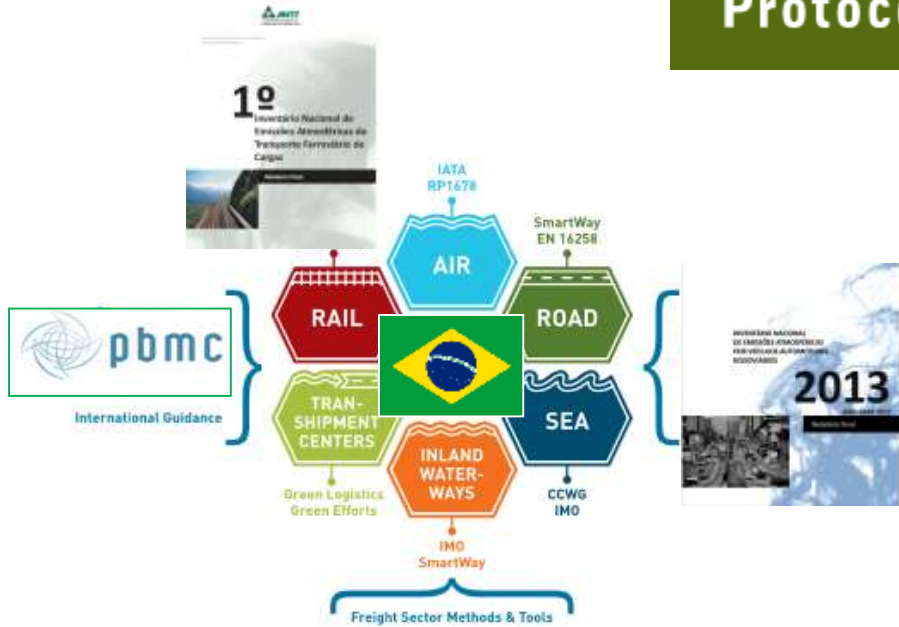 1º
Inventário Nacional de
Emissões Atmosféricas do
Transporte Ferroviário de
Cargas
IATA
RP1678
SmartWay
EN 16258
AIR
RAIL
ROAD
pbmc
International Guidance
TRAN-
SHIPMENT
CENTERS
SEA
INLAND
WATER-
WAYS
Green Logistics
Green Efforts
CCWG
IMO
IMO
SmartWay
Freight Sector Methods & Tools
INVENTÁRIO NACIONAL
DE EMISSÕES ATMOSFÉRICAS
POR VEÍCULOS AUTOMOTORES
RODOVIÁRIOS
2013